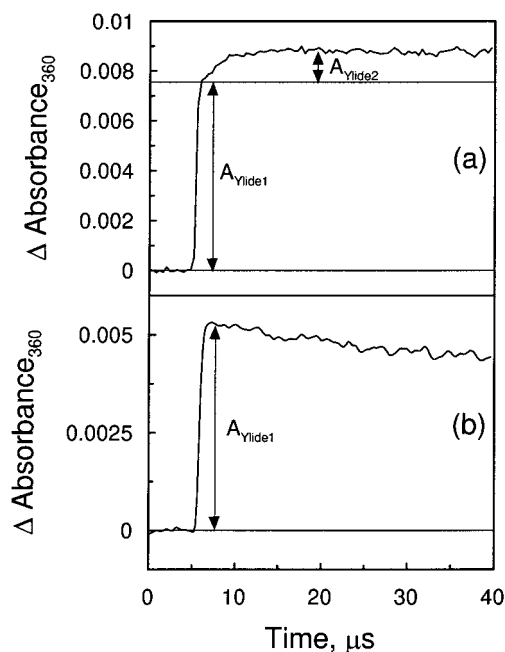 0.01
0.008
0.006
0.004
0.002
0
Δ Absorbance360
AYlide2
AYlide1
(a)
0.005
0.0025
0
Δ Absorbance360
AYlide1
(b)
0 10 20 30 40
Time, μs